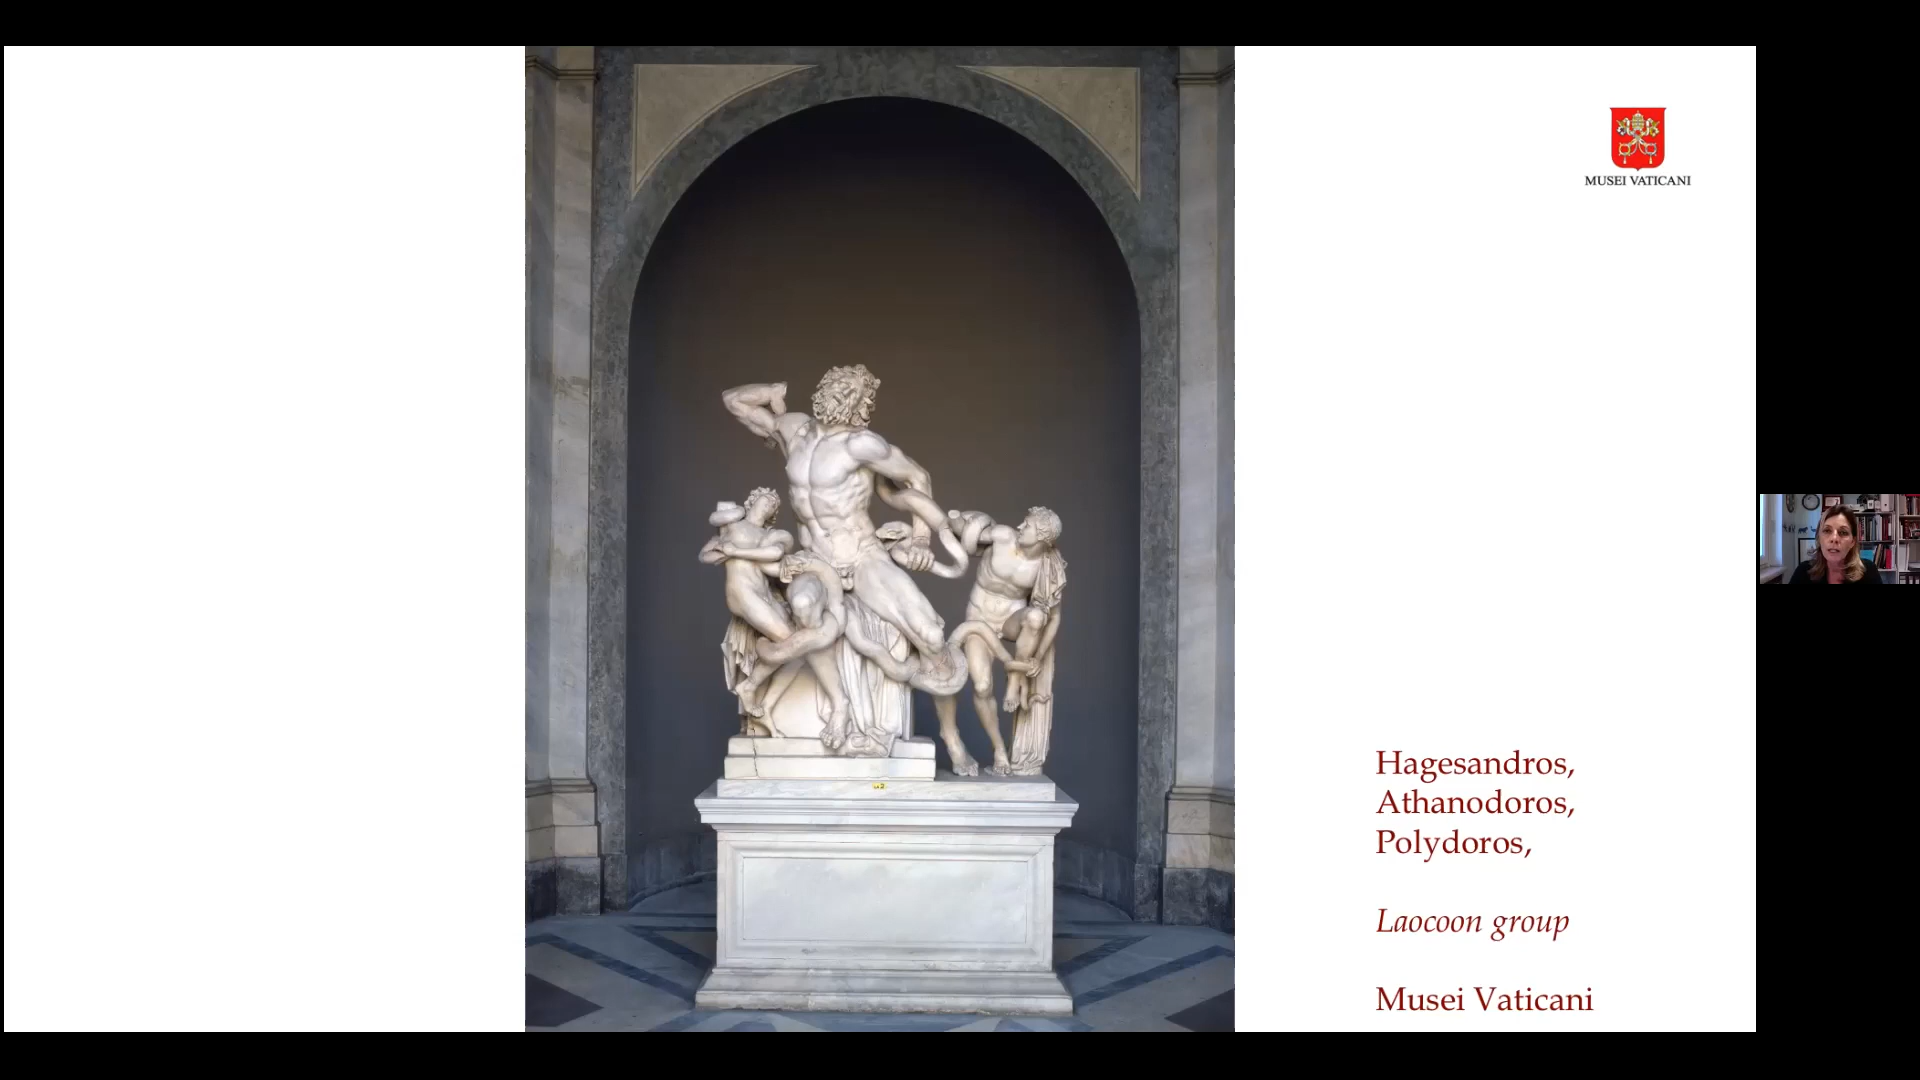 MUSEI VATICANI
Hagesandros,
Athanodoros,
Polydoros,
Laocoon group
Musei Vaticani